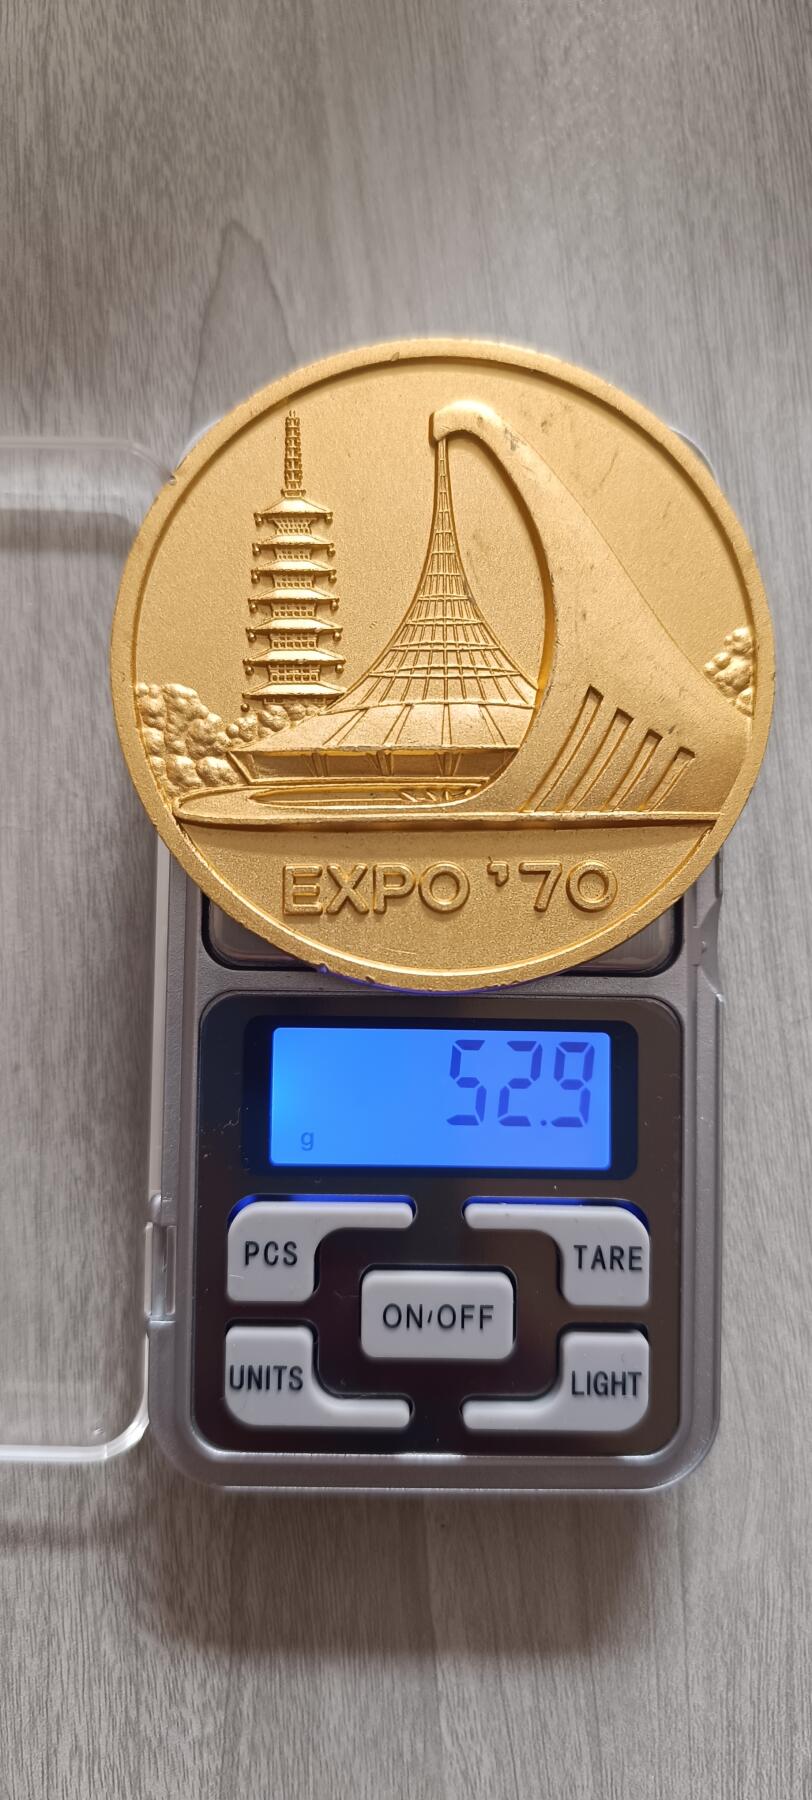 EXPO '70
52.9
g
PCS
TARE
ON/OFF
UNITS
LIGHT